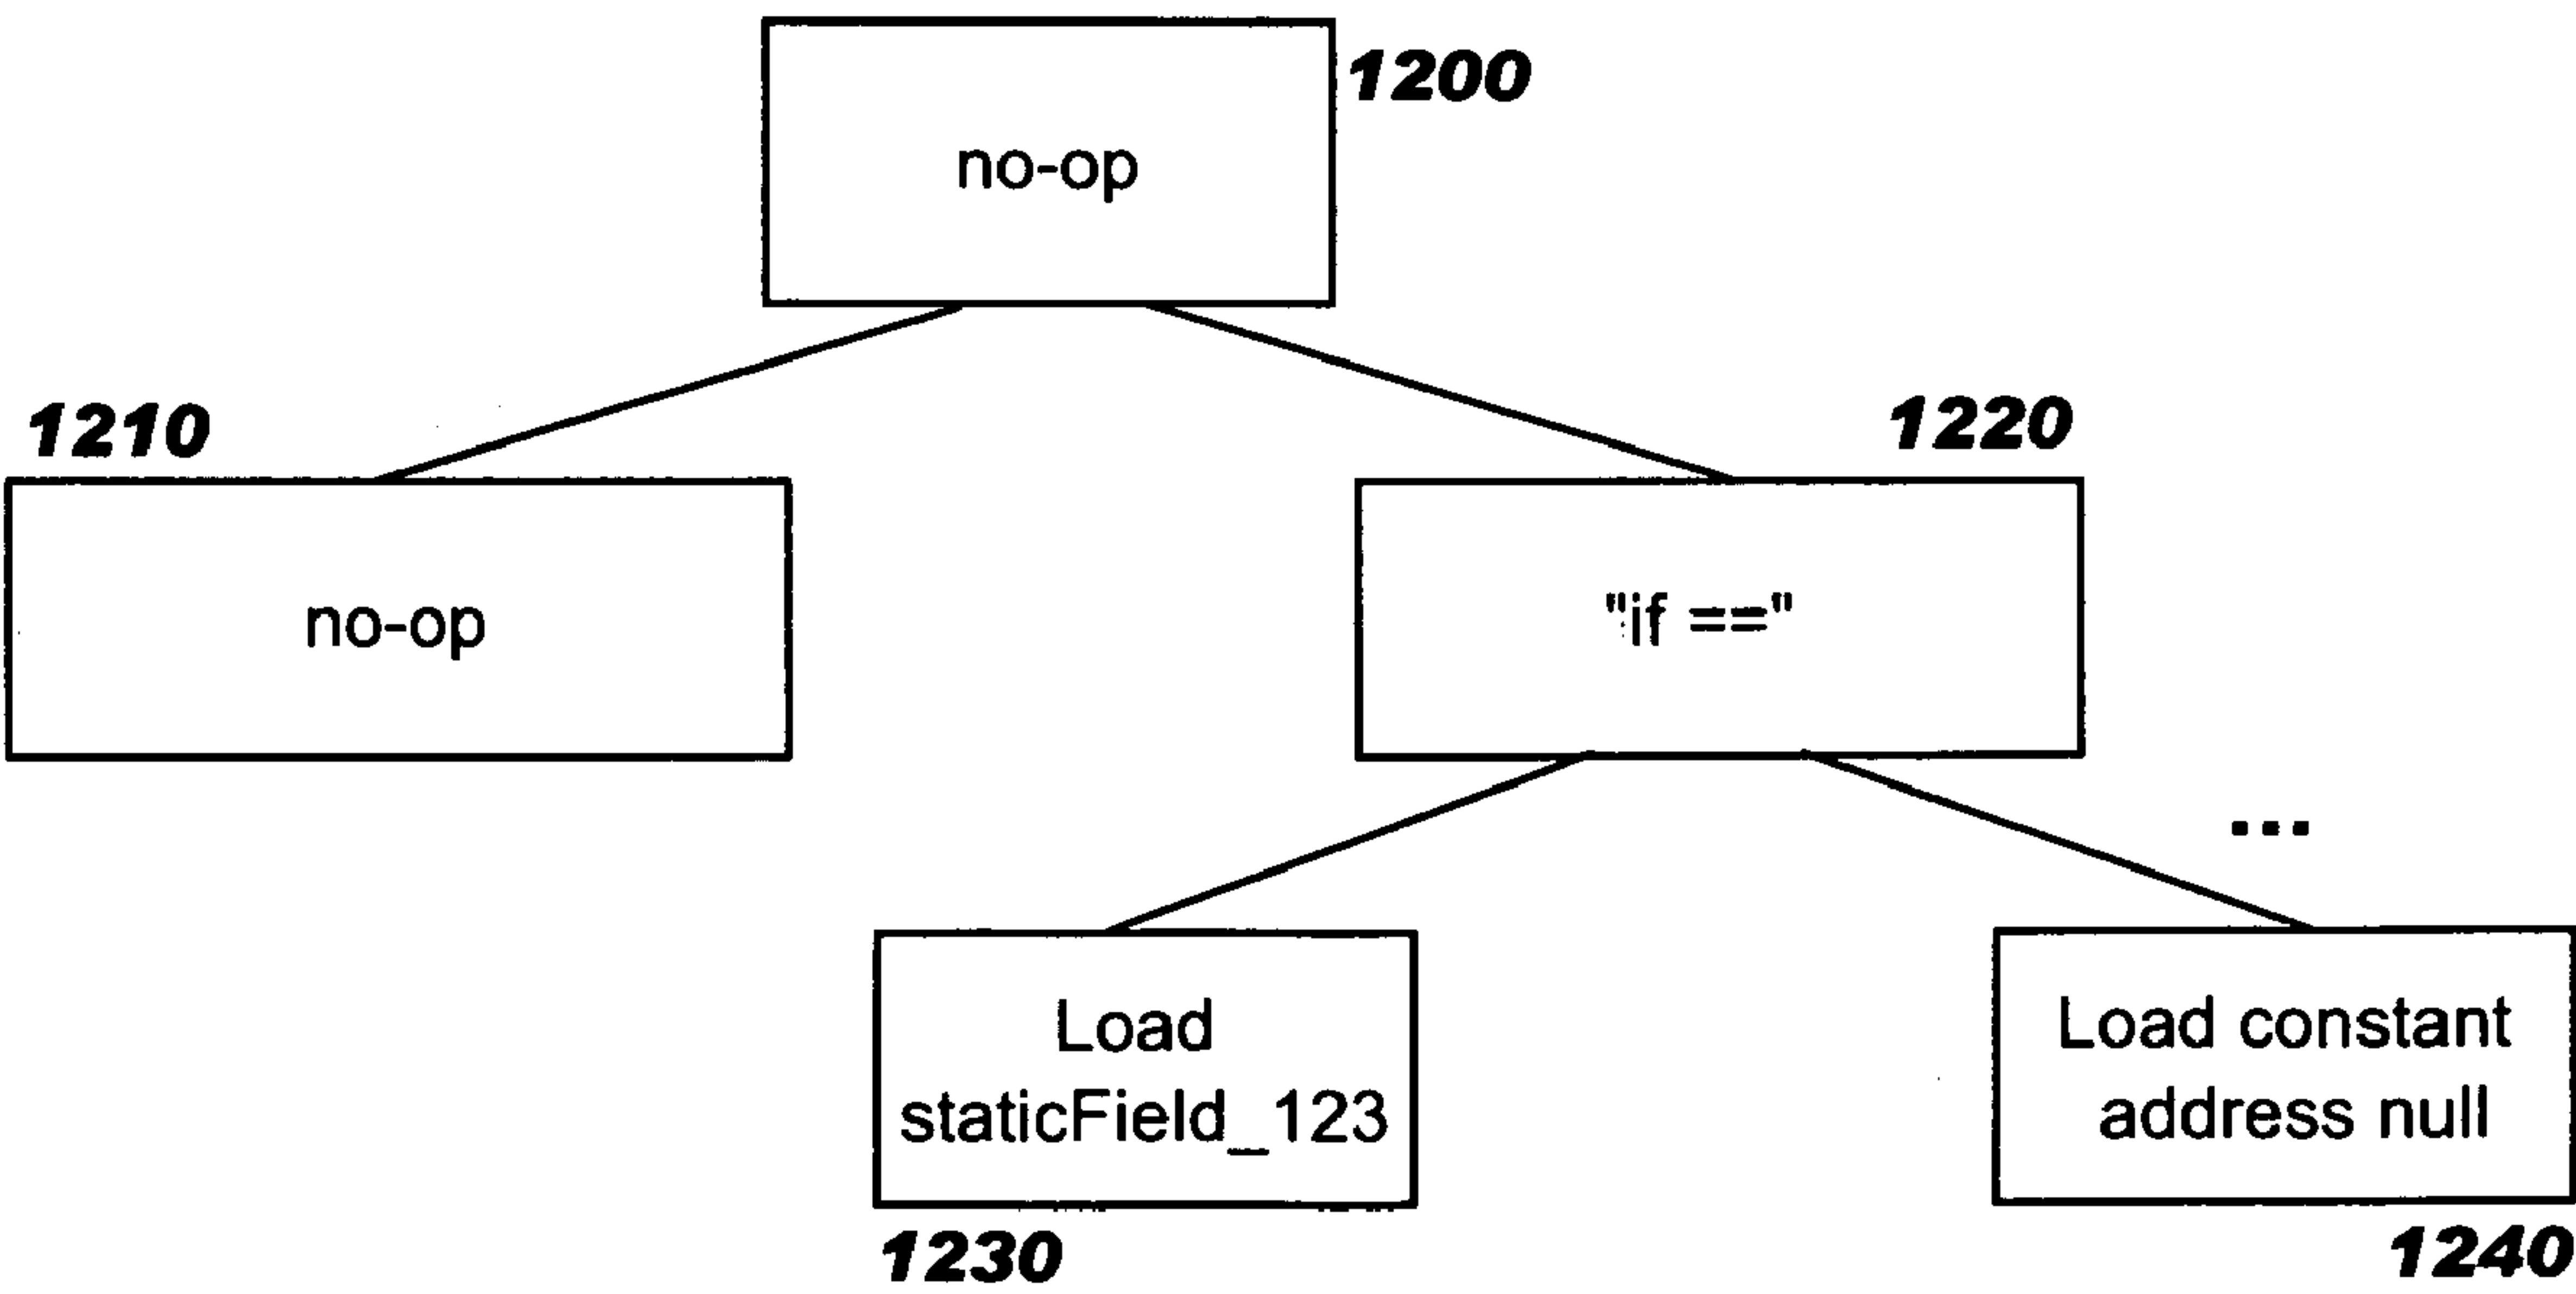 1200
no-op
1210
1220
no-op
"if =="
...
Load
staticField_123
Load constant
address null
1230
1240